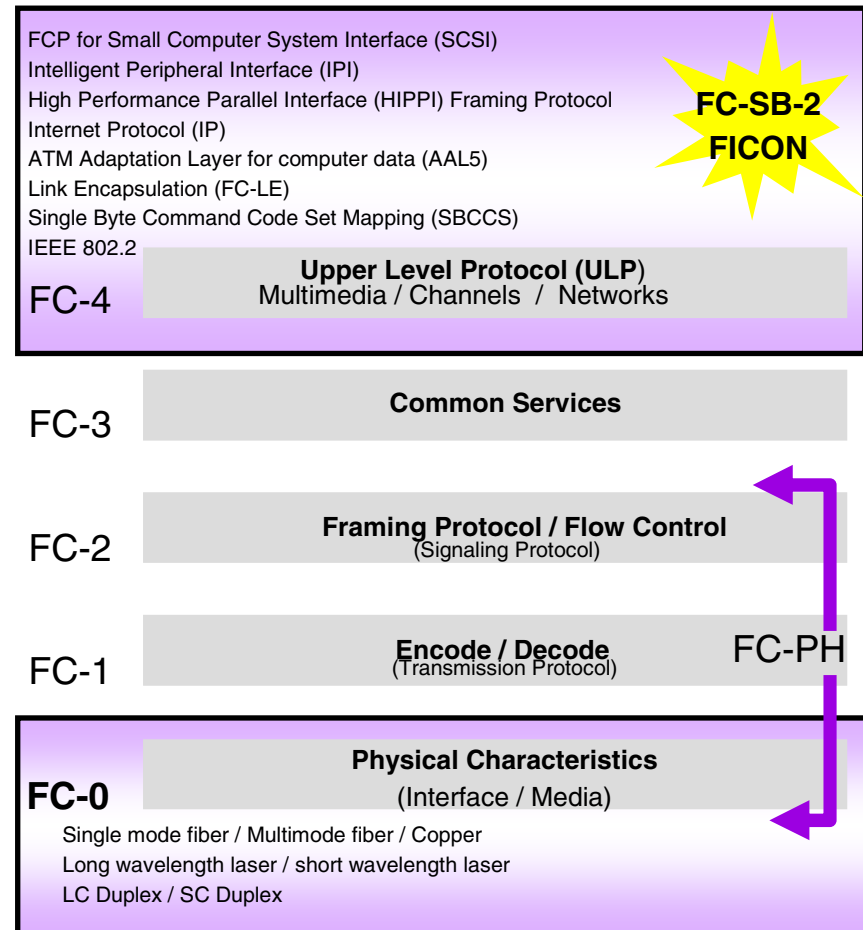 FCP for Small Computer System Interface (SCSI)
Intelligent Peripheral Interface (IPI)
High Performance Parallel Interface (HIPPI) Framing Protocol
Internet Protocol (IP)
ATM Adaptation Layer for computer data (AAL5)
Link Encapsulation (FC-LE)
Single Byte Command Code Set Mapping (SBCCS)
IEEE 802.2
FC-SB-2
FICON
FC-4
Upper Level Protocol (ULP)
Multimedia / Channels / Networks
FC-3
Common Services
FC-2
Framing Protocol / Flow Control
(Signaling Protocol)
FC-1
Encode / Decode
(Transmission Protocol)
FC-PH
FC-0
Physical Characteristics
(Interface / Media)
Single mode fiber / Multimode fiber / Copper
Long wavelength laser / short wavelength laser
LC Duplex / SC Duplex